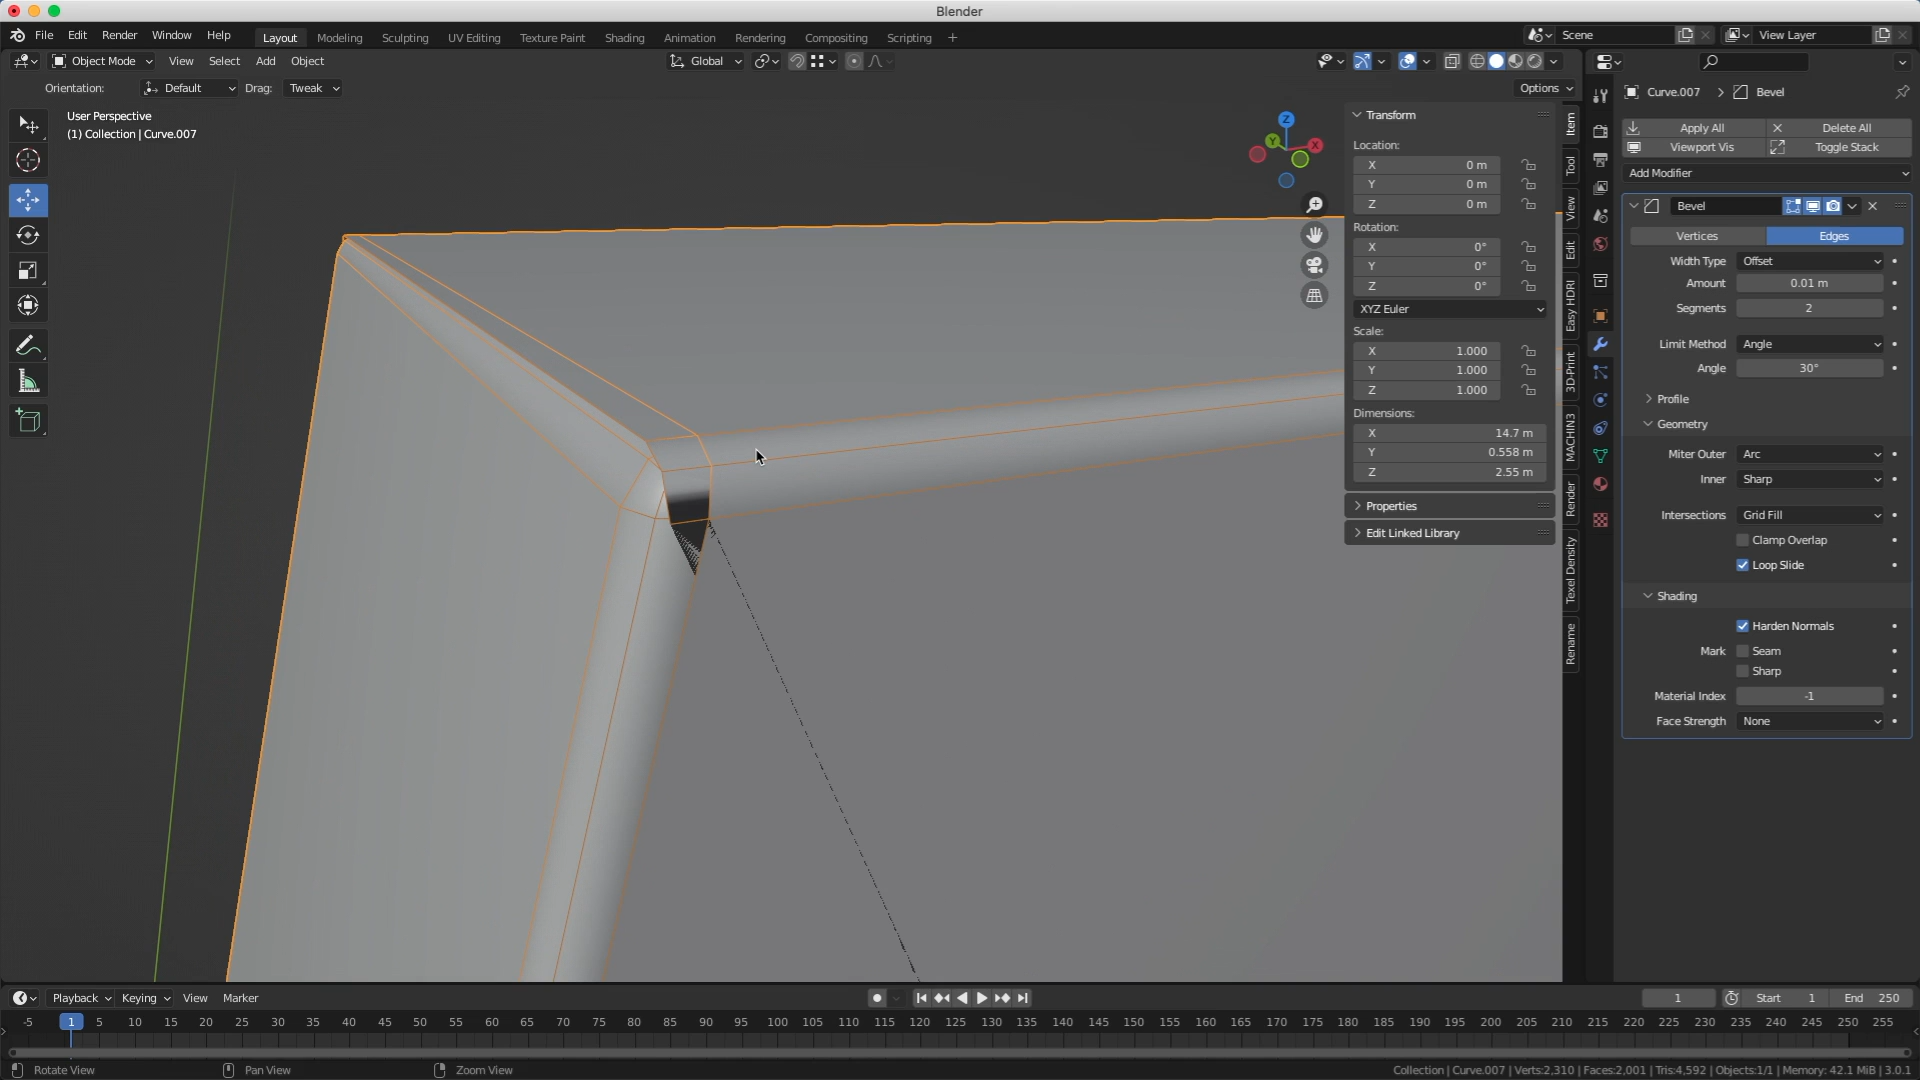 Blender
File Edit Render Window Help Layout Modeling Sculpting UV Editing Texture Paint Shading Animation Rendering Compositing Scripting + Scene View Layer
Object Mode View Select Add Object Global
Orientation: Default Drag: Tweak Options
User Perspective
(1) Collection | Curve.007
Z
Y
X
Transform
Location:
X 0 m
Y 0 m
Z 0 m
Rotation:
X 0°
Y 0°
Z 0°
XYZ Euler
Scale:
X 1.000
Y 1.000
Z 1.000
Dimensions:
X 14.7 m
Y 0.558 m
Z 2.55 m
Properties
Edit Linked Library
Item
Tool
View
Edit
Easy HDRI
3D-Print
MACHIN3
Render
Texel Density
Rename
Curve.007 > Bevel
Apply All Delete All
Viewport Vis Toggle Stack
Add Modifier
Bevel
Vertices Edges
Width Type Offset
Amount 0.01 m
Segments 2
Limit Method Angle
Angle 30°
Profile
Geometry
Miter Outer Arc
Inner Sharp
Intersections Grid Fill
Clamp Overlap
Loop Slide
Shading
Harden Normals
Mark Seam
Sharp
Material Index -1
Face Strength None
Playback Keying View Marker 1 Start 1 End 250
-5 1 5 10 15 20 25 30 35 40 45 50 55 60 65 70 75 80 85 90 95 100 105 110 115 120 125 130 135 140 145 150 155 160 165 170 175 180 185 190 195 200 205 210 215 220 225 230 235 240 245 250 255
Rotate View Pan View Zoom View Collection | Curve.007 | Verts:2,310 | Faces:2,001 | Tris:4,592 | Objects:1/1 | Memory: 42.1 MiB | 3.0.1